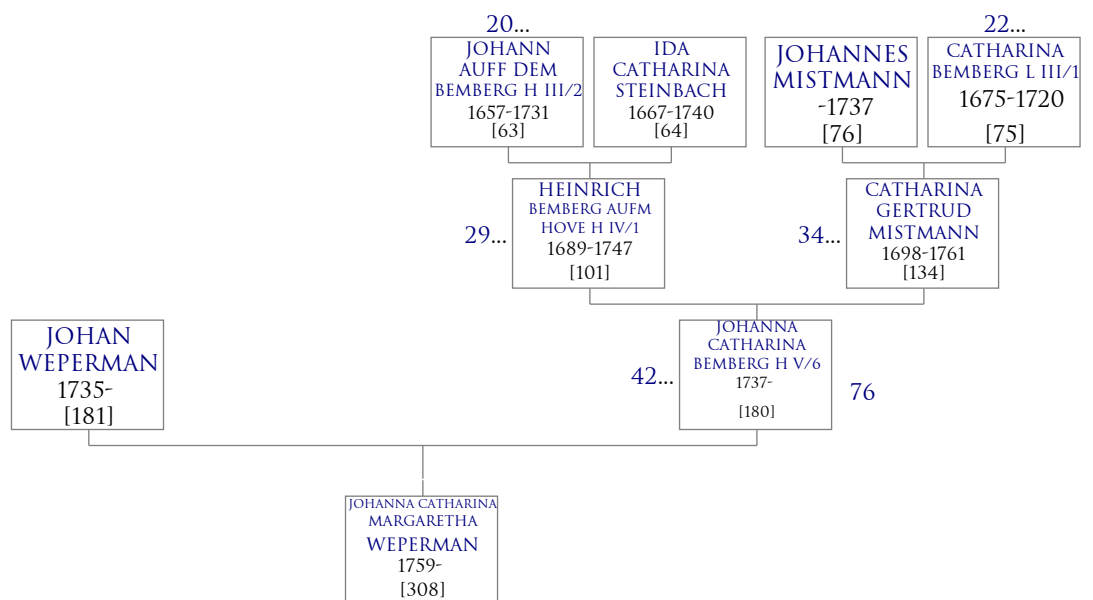 20...
JOHANN
AUFF DEM
BEMBERG H III/2
1657-1731
[63]
IDA
CATHARINA
STEINBACH
1667-1740
[64]
JOHANNES
MISTMANN
-1737
[76]
22...
CATHARINA
BEMBERG L III/1
1675-1720
[75]
29...
HEINRICH
BEMBERG AUFM
HOVE H IV/1
1689-1747
[101]
34...
CATHARINA
GERTRUD
MISTMANN
1698-1761
[134]
JOHAN
WEPERMAN
1735-
[181]
42...
JOHANNA
CATHARINA
BEMBERG H V/6
1737-
[180]
76
JOHANNA CATHARINA
MARGARETHA
WEPERMAN
1759-
[308]